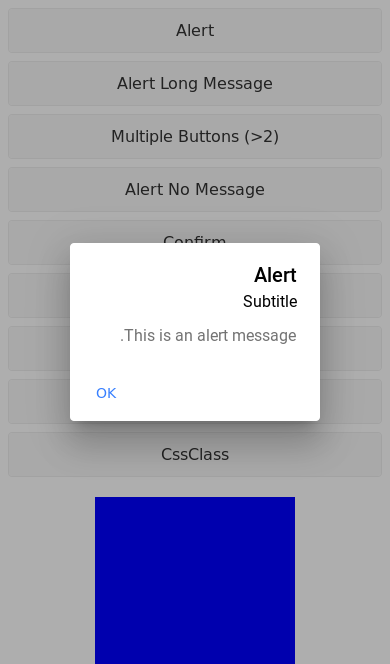 Alert
Alert Long Message
Multiple Buttons (>2)
Alert No Message
Confirm
Alert
Subtitle
.This is an alert message
OK
CssClass